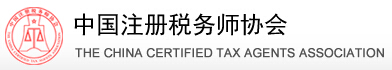 中国注册税务师协会
THE CHINA CERTIFIED TAX AGENTS ASSOCIATION